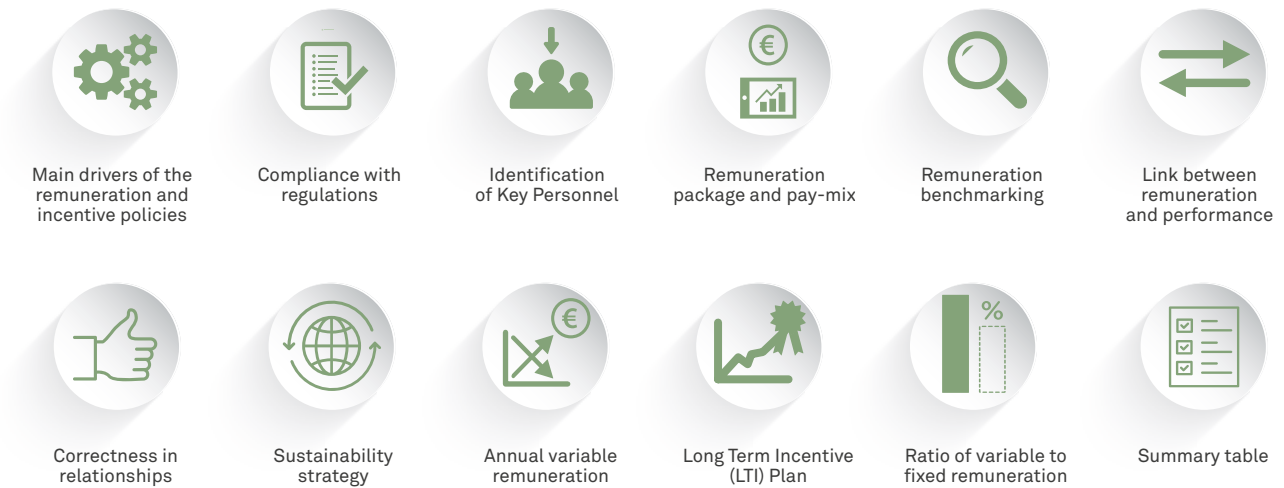 €
Main drivers of the
remuneration and
incentive policies
Compliance with
regulations
Identification
of Key Personnel
Remuneration
package and pay-mix
Remuneration
benchmarking
Link between
remuneration
and performance
€
%
Correctness in
relationships
Sustainability
strategy
Annual variable
remuneration
Long Term Incentive
(LTI) Plan
Ratio of variable to
fixed remuneration
Summary table